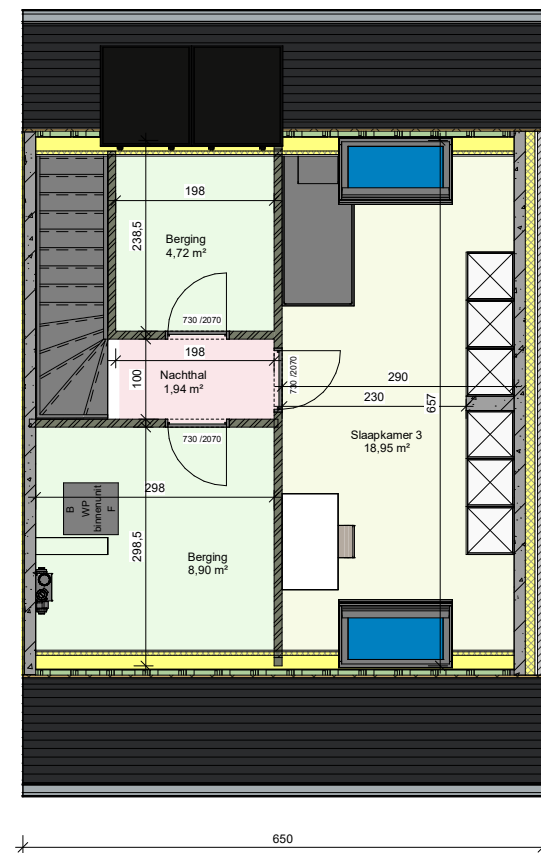 198
238,5
Berging
4,72 m²
730 /2070
198
Nachthal
1,94 m²
100
730 /2070
290
230
657
Slaapkamer 3
18,95 m²
730 /2070
298
B
WP
binnenunit
F
298,5
Berging
8,90 m²
650